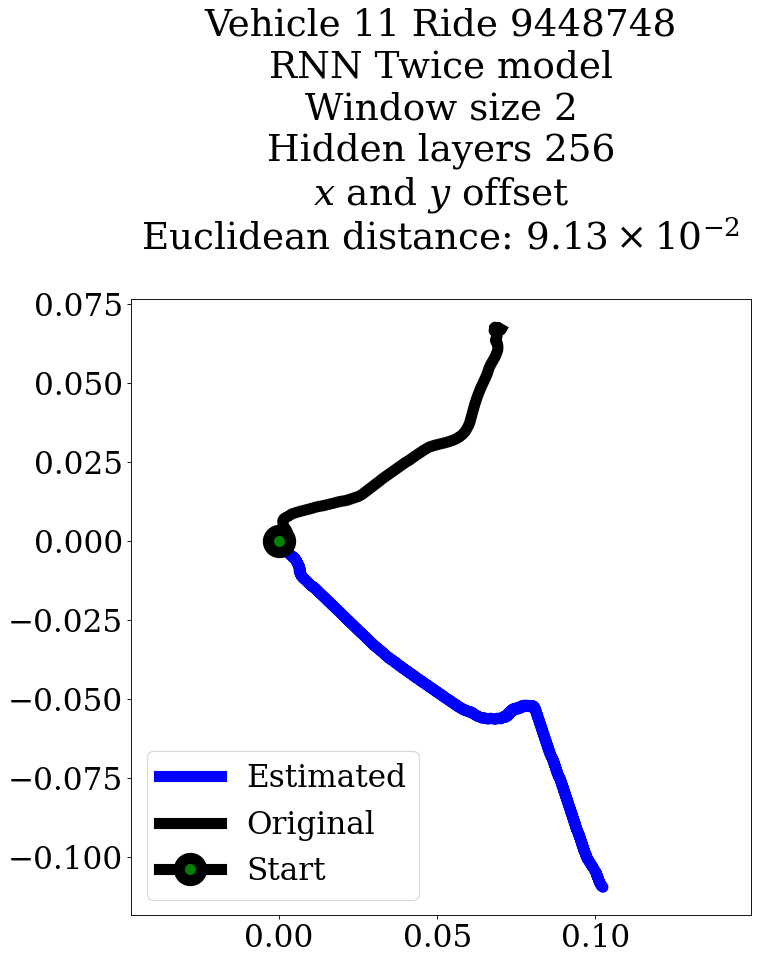 Vehicle 11 Ride 9448748
RNN Twice model
Window size 2
Hidden layers 256
x and y offset
Euclidean distance: 9.13 × 10⁻²
0.075
0.050
0.025
0.000
−0.025
−0.050
−0.075
−0.100
Estimated
Original
Start
0.00 0.05 0.10